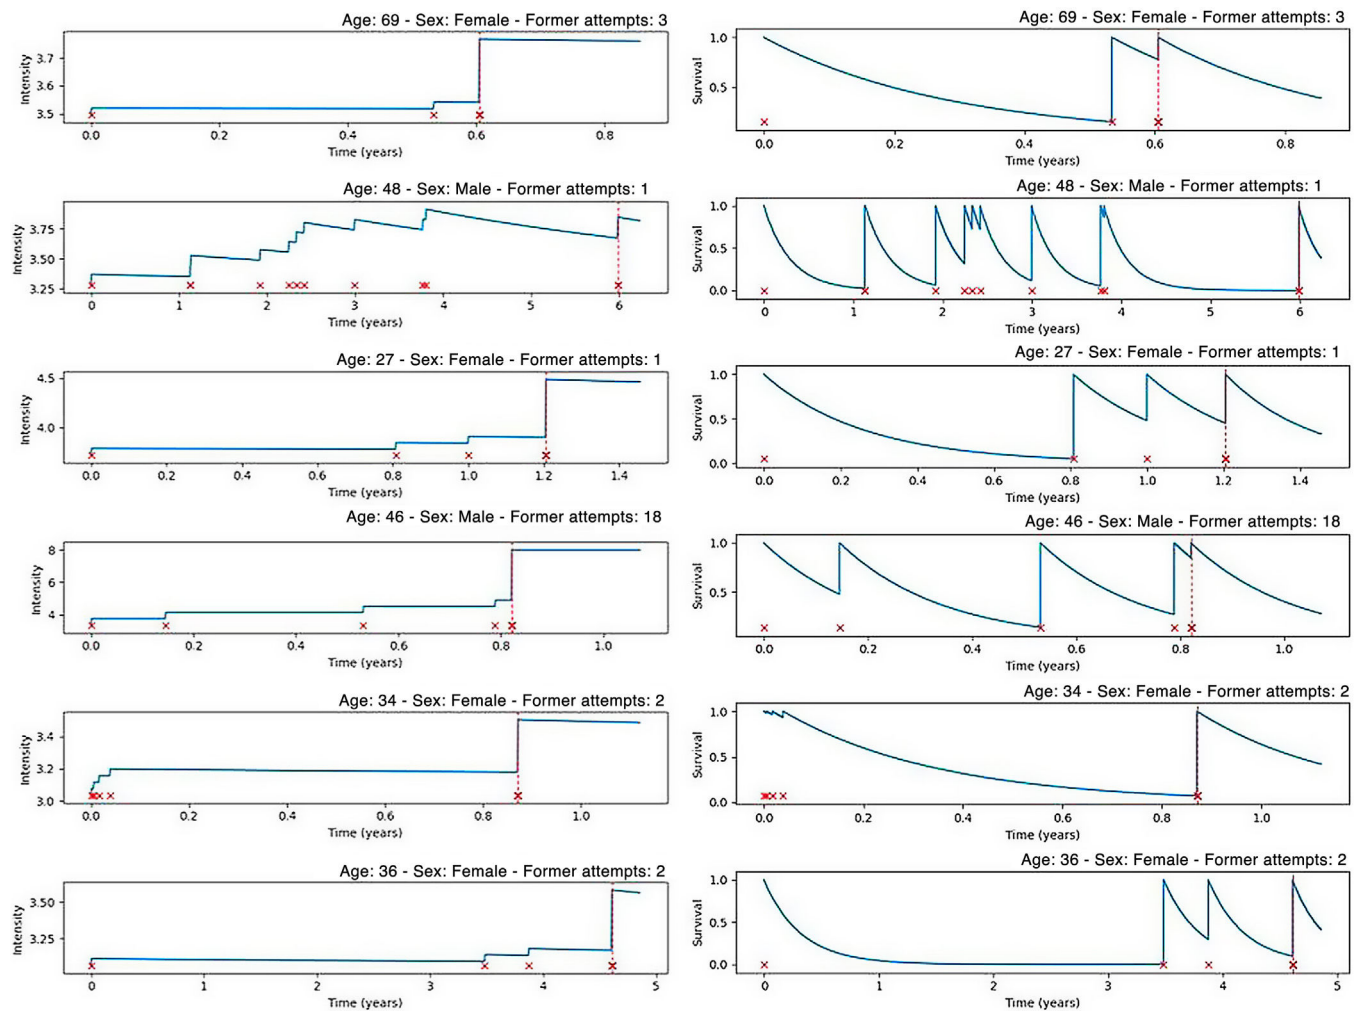 Age: 69 - Sex: Female - Former attempts: 3
Intensity
3.7
3.6
3.5
0.0 0.2 0.4 0.6 0.8
Time (years)
Age: 69 - Sex: Female - Former attempts: 3
Survival
1.0
0.5
0.0 0.2 0.4 0.6 0.8
Time (years)
Age: 48 - Sex: Male - Former attempts: 1
Intensity
3.75
3.50
3.25
0 1 2 3 4 5 6
Time (years)
Age: 48 - Sex: Male - Former attempts: 1
Survival
1.0
0.5
0.0
0 1 2 3 4 5 6
Time (years)
Age: 27 - Sex: Female - Former attempts: 1
Intensity
4.5
4.0
0.0 0.2 0.4 0.6 0.8 1.0 1.2 1.4
Time (years)
Age: 27 - Sex: Female - Former attempts: 1
Survival
1.0
0.5
0.0
0.0 0.2 0.4 0.6 0.8 1.0 1.2 1.4
Time (years)
Age: 46 - Sex: Male - Former attempts: 18
Intensity
8
6
4
0.0 0.2 0.4 0.6 0.8 1.0
Time (years)
Age: 46 - Sex: Male - Former attempts: 18
Survival
1.0
0.5
0.0 0.2 0.4 0.6 0.8 1.0
Time (years)
Age: 34 - Sex: Female - Former attempts: 2
Intensity
3.4
3.2
3.0
0.0 0.2 0.4 0.6 0.8 1.0
Time (years)
Age: 34 - Sex: Female - Former attempts: 2
Survival
1.0
0.5
0.0
0.0 0.2 0.4 0.6 0.8 1.0
Time (years)
Age: 36 - Sex: Female - Former attempts: 2
Intensity
3.50
3.25
0 1 2 3 4 5
Time (years)
Age: 36 - Sex: Female - Former attempts: 2
Survival
1.0
0.5
0.0
0 1 2 3 4 5
Time (years)